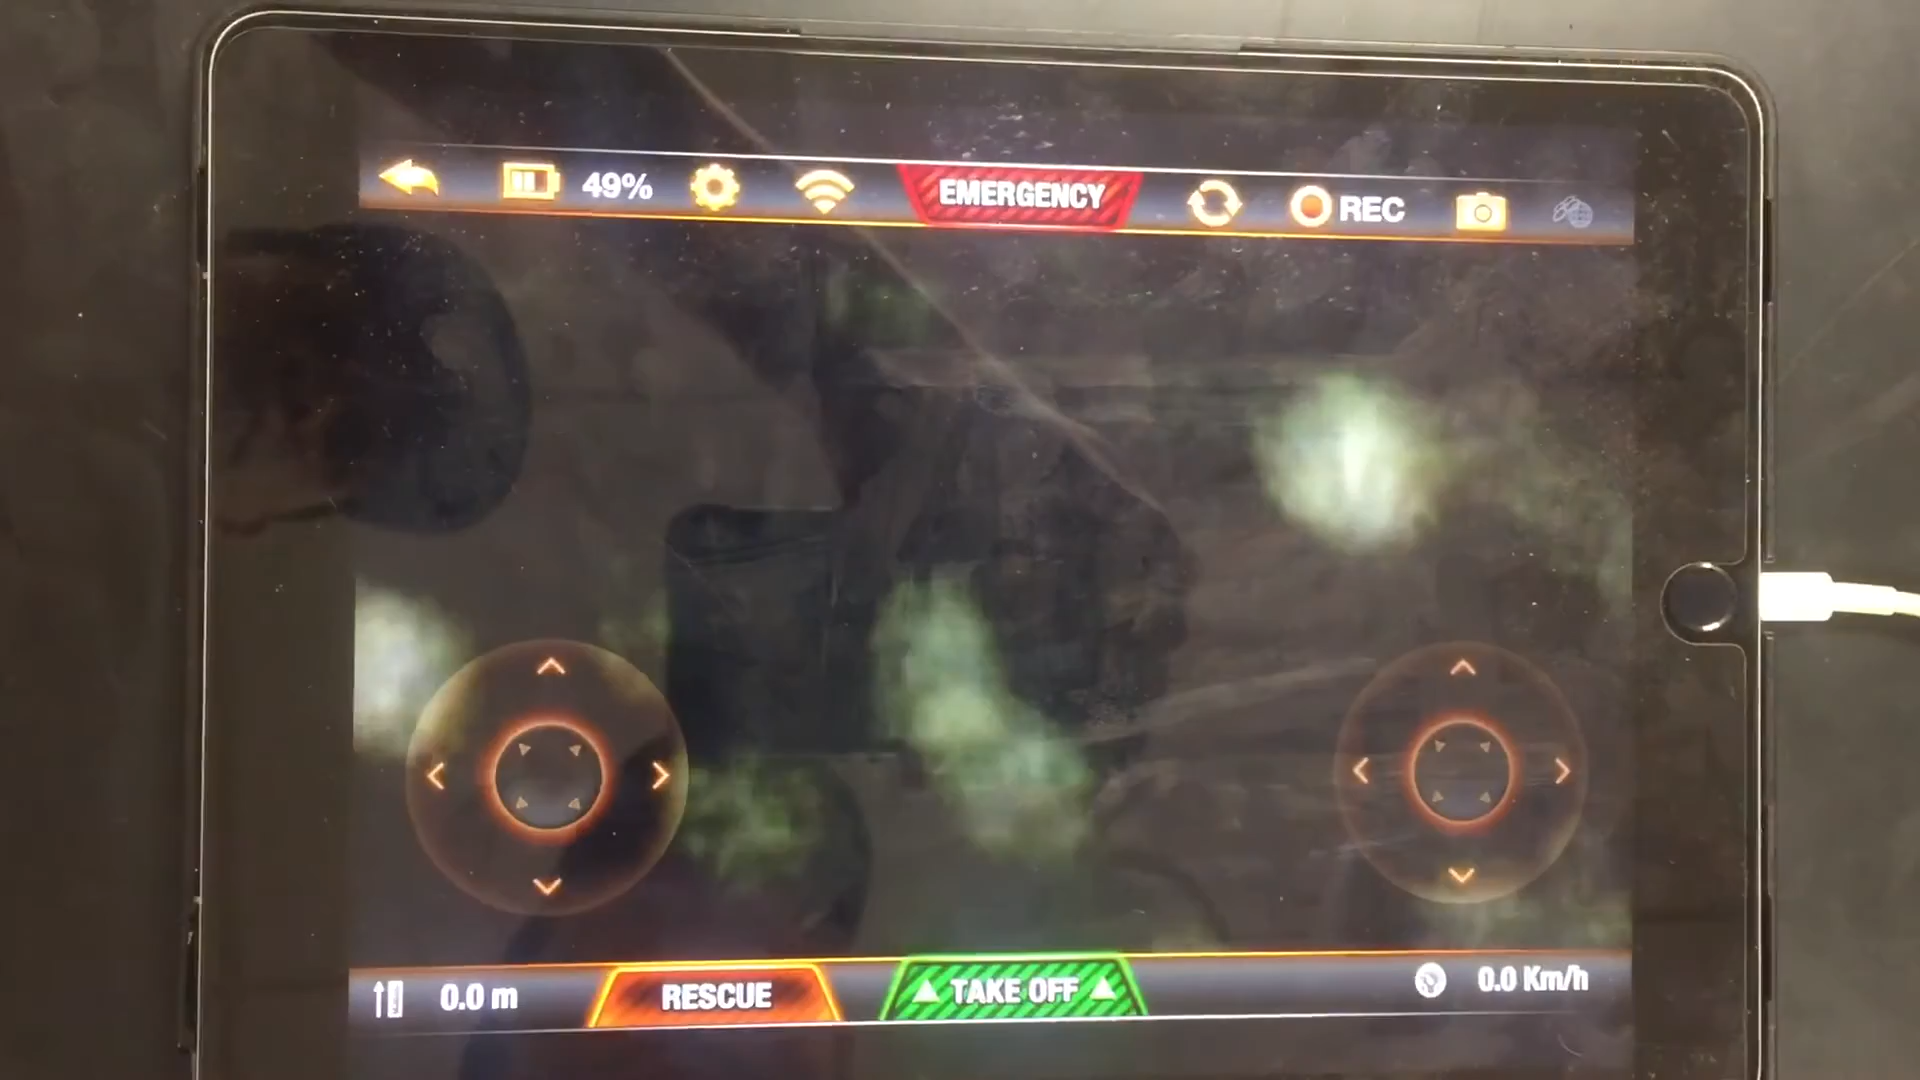 49%
EMERGENCY
REC
0.0 m
RESCUE
TAKE OFF
0.0 Km/h